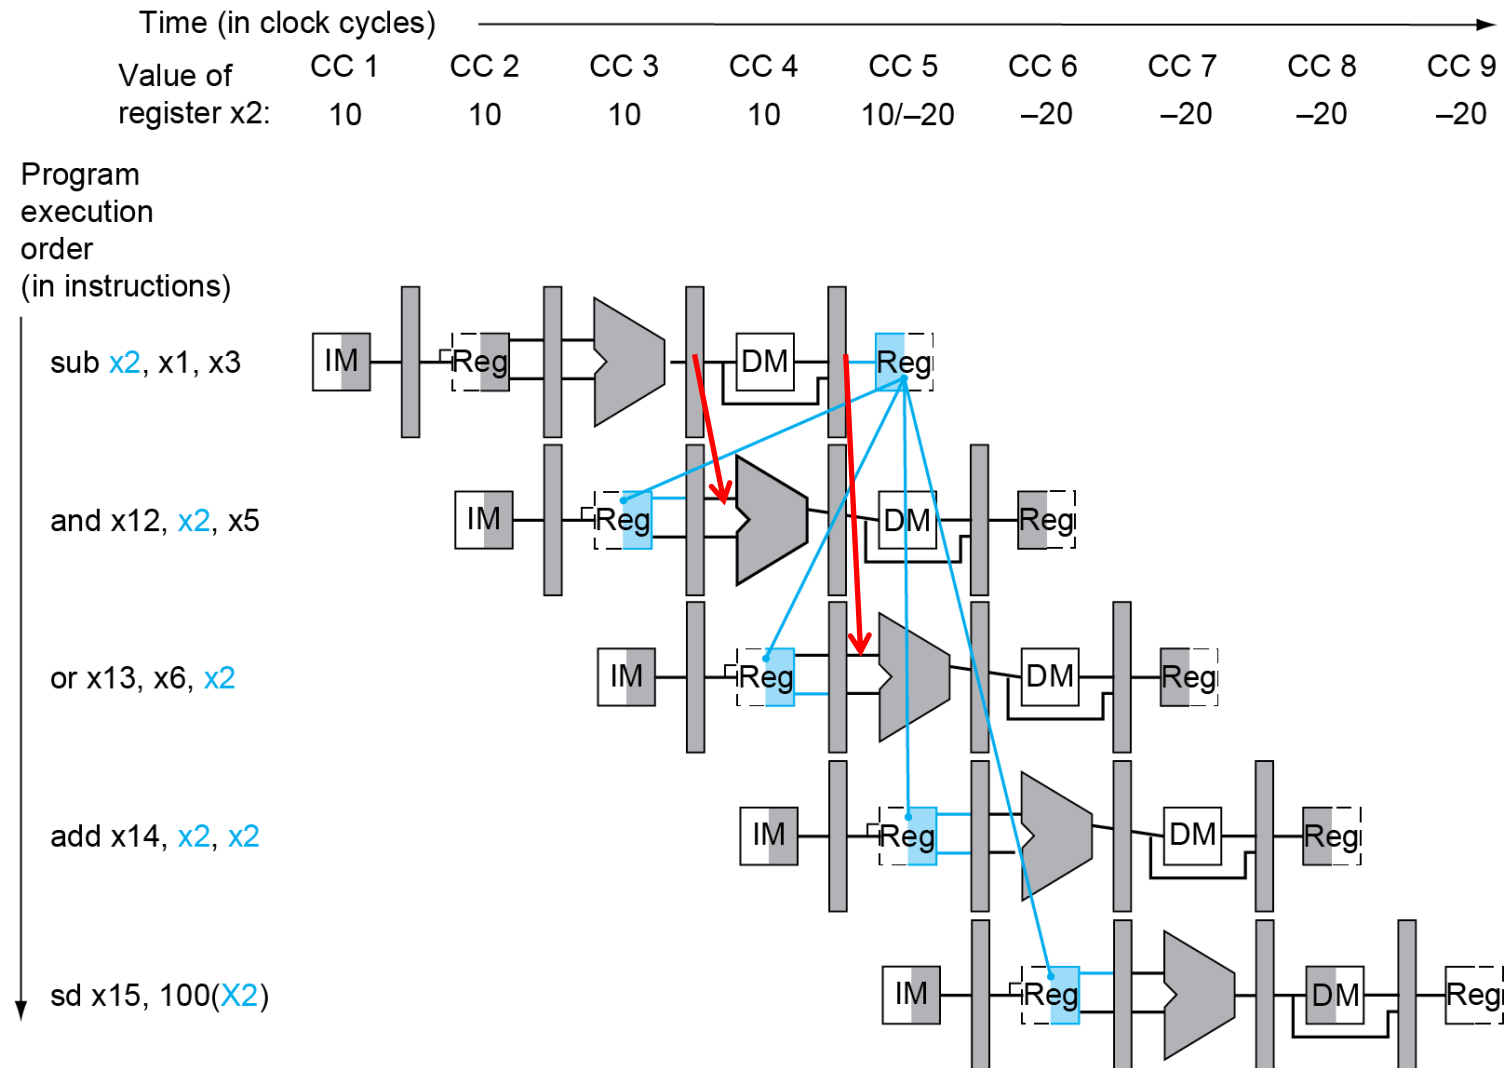 Time (in clock cycles)
Value of register x2:
CC 1 CC 2 CC 3 CC 4 CC 5 CC 6 CC 7 CC 8 CC 9
10 10 10 10 10/–20 –20 –20 –20 –20
Program
execution
order
(in instructions)
sub x2, x1, x3
IM Reg DM Reg
and x12, x2, x5
IM Reg DM Reg
or x13, x6, x2
IM Reg DM Reg
add x14, x2, x2
IM Reg DM Reg
sd x15, 100(X2)
IM Reg DM Reg